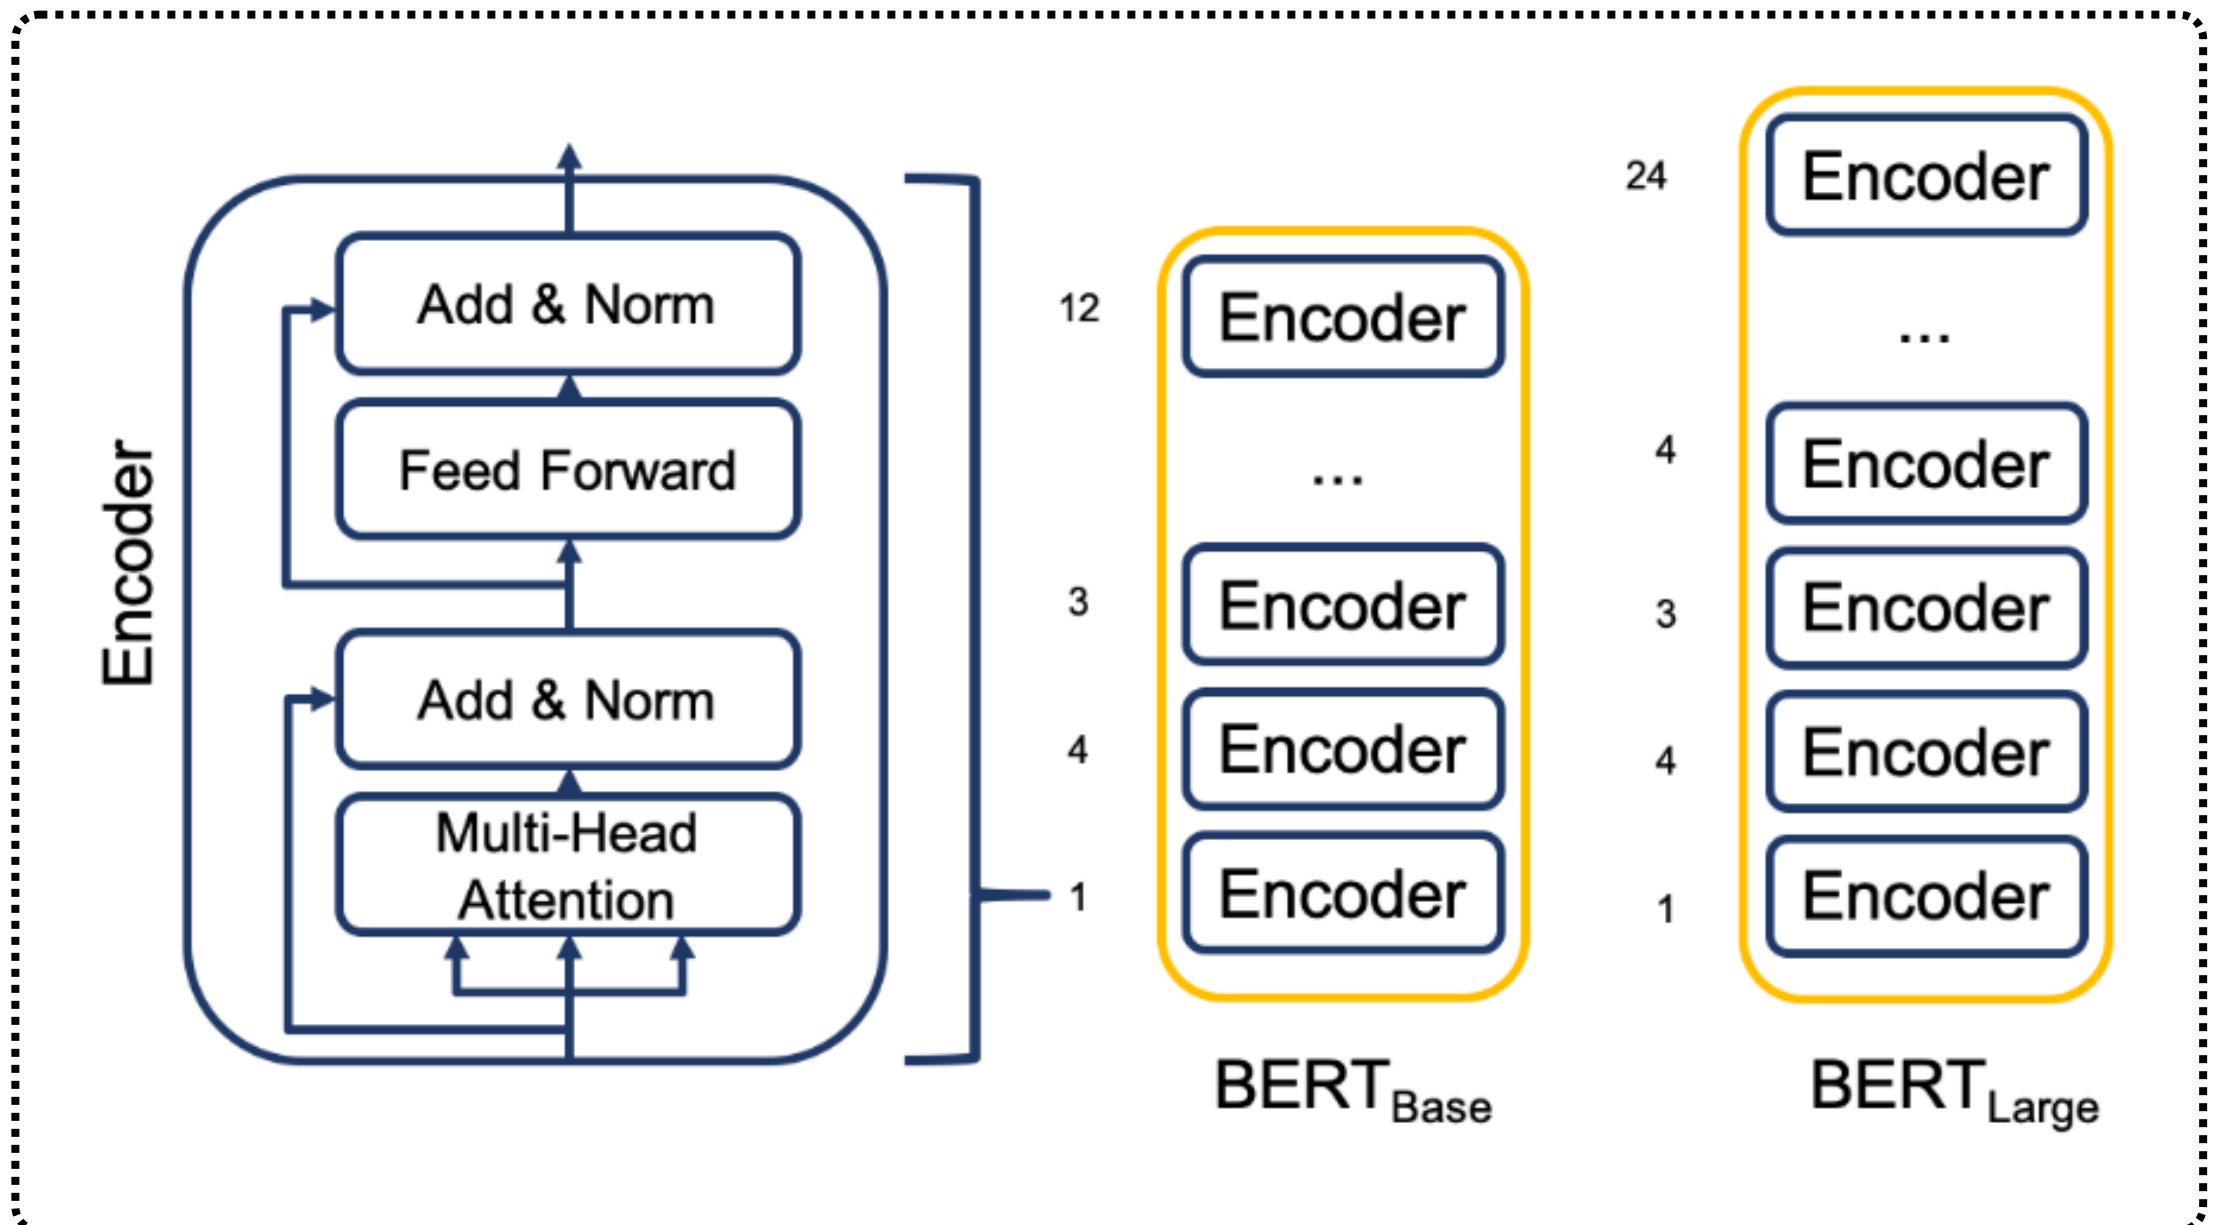 Encoder
Add & Norm
Feed Forward
Add & Norm
Multi-Head
Attention
12
Encoder
...
3
Encoder
4
Encoder
1
Encoder
BERTBase
24
Encoder
...
4
Encoder
3
Encoder
4
Encoder
1
Encoder
BERTLarge